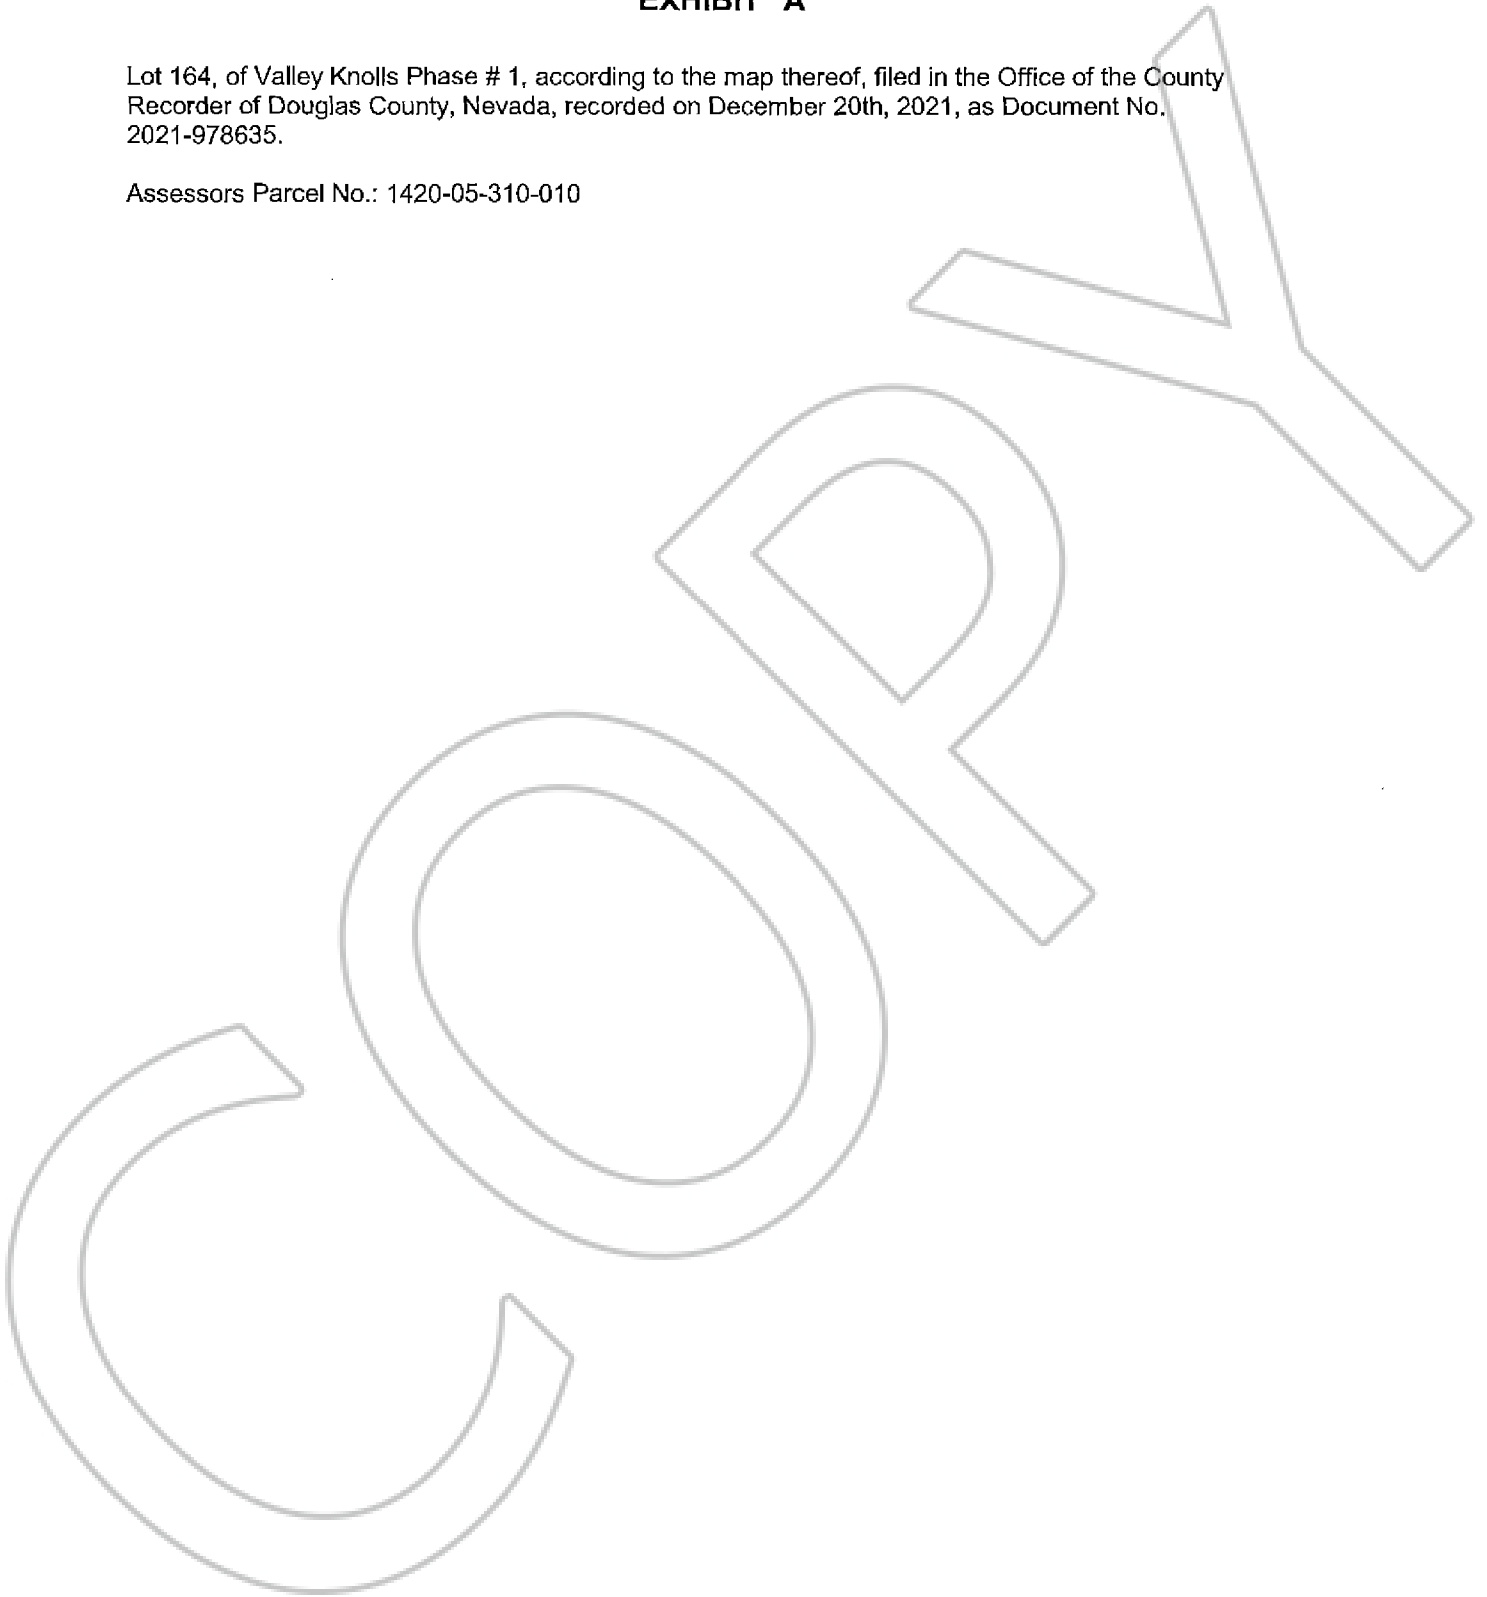 EXHIBIT "A"
Lot 164, of Valley Knolls Phase # 1, according to the map thereof, filed in the Office of the County
Recorder of Douglas County, Nevada, recorded on December 20th, 2021, as Document No.
2021-978635.
Assessors Parcel No.: 1420-05-310-010
COPY